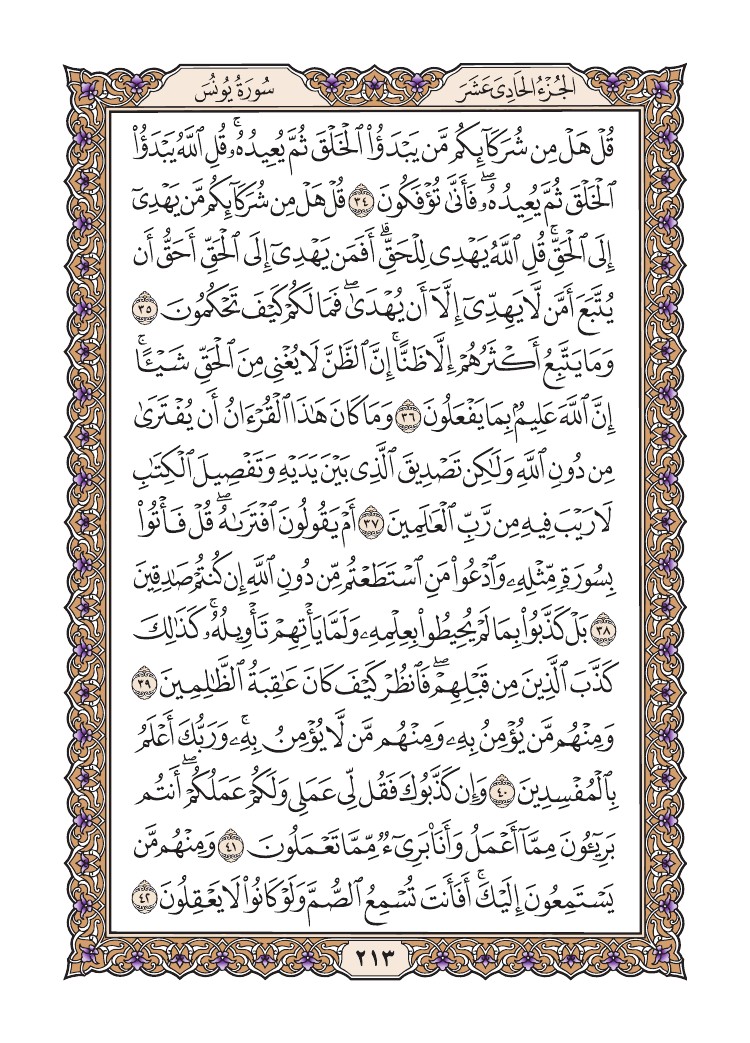 الجُزْءُ الحَادِيَ عَشَرَ
سُورَةُ يُونُسَ
قُلْ هَلْ مِن شُرَكَآئِكُم مَّن يَبْدَؤُاْ ٱلْخَلْقَ ثُمَّ يُعِيدُهُۥۚ قُلِ ٱللَّهُ يَبْدَؤُاْ
ٱلْخَلْقَ ثُمَّ يُعِيدُهُۥۖ فَأَنَّىٰ تُؤْفَكُونَ ٣٤ قُلْ هَلْ مِن شُرَكَآئِكُم مَّن يَهْدِيٓ
إِلَى ٱلْحَقِّۚ قُلِ ٱللَّهُ يَهْدِي لِلْحَقِّۗ أَفَمَن يَهْدِيٓ إِلَى ٱلْحَقِّ أَحَقُّ أَن
يُتَّبَعَ أَمَّن لَّا يَهِدِّيٓ إِلَّآ أَن يُهْدَىٰۖ فَمَا لَكُمْ كَيْفَ تَحْكُمُونَ ٣٥
وَمَا يَتَّبِعُ أَكْثَرُهُمْ إِلَّا ظَنًّاۚ إِنَّ ٱلظَّنَّ لَا يُغْنِي مِنَ ٱلْحَقِّ شَيْـًٔاۚ
إِنَّ ٱللَّهَ عَلِيمُۢ بِمَا يَفْعَلُونَ ٣٦ وَمَا كَانَ هَٰذَا ٱلْقُرْءَانُ أَن يُفْتَرَىٰ
مِن دُونِ ٱللَّهِ وَلَٰكِن تَصْدِيقَ ٱلَّذِي بَيْنَ يَدَيْهِ وَتَفْصِيلَ ٱلْكِتَٰبِ
لَا رَيْبَ فِيهِ مِن رَّبِّ ٱلْعَٰلَمِينَ ٣٧ أَمْ يَقُولُونَ ٱفْتَرَىٰهُۖ قُلْ فَأْتُواْ
بِسُورَةٍ مِّثْلِهِۦ وَٱدْعُواْ مَنِ ٱسْتَطَعْتُم مِّن دُونِ ٱللَّهِ إِن كُنتُمْ صَٰدِقِينَ
٣٨ بَلْ كَذَّبُواْ بِمَا لَمْ يُحِيطُواْ بِعِلْمِهِۦ وَلَمَّا يَأْتِهِمْ تَأْوِيلُهُۥۚ كَذَٰلِكَ
كَذَّبَ ٱلَّذِينَ مِن قَبْلِهِمْۖ فَٱنظُرْ كَيْفَ كَانَ عَٰقِبَةُ ٱلظَّٰلِمِينَ ٣٩
وَمِنْهُم مَّن يُؤْمِنُ بِهِۦ وَمِنْهُم مَّن لَّا يُؤْمِنُ بِهِۦۚ وَرَبُّكَ أَعْلَمُ
بِٱلْمُفْسِدِينَ ٤٠ وَإِن كَذَّبُوكَ فَقُل لِّي عَمَلِي وَلَكُمْ عَمَلُكُمْۖ أَنتُم
بَرِيٓـُٔونَ مِمَّآ أَعْمَلُ وَأَنَا۠ بَرِيٓءٌ مِّمَّا تَعْمَلُونَ ٤١ وَمِنْهُم مَّن
يَسْتَمِعُونَ إِلَيْكَۚ أَفَأَنتَ تُسْمِعُ ٱلصُّمَّ وَلَوْ كَانُواْ لَا يَعْقِلُونَ ٤٢
٢١٣